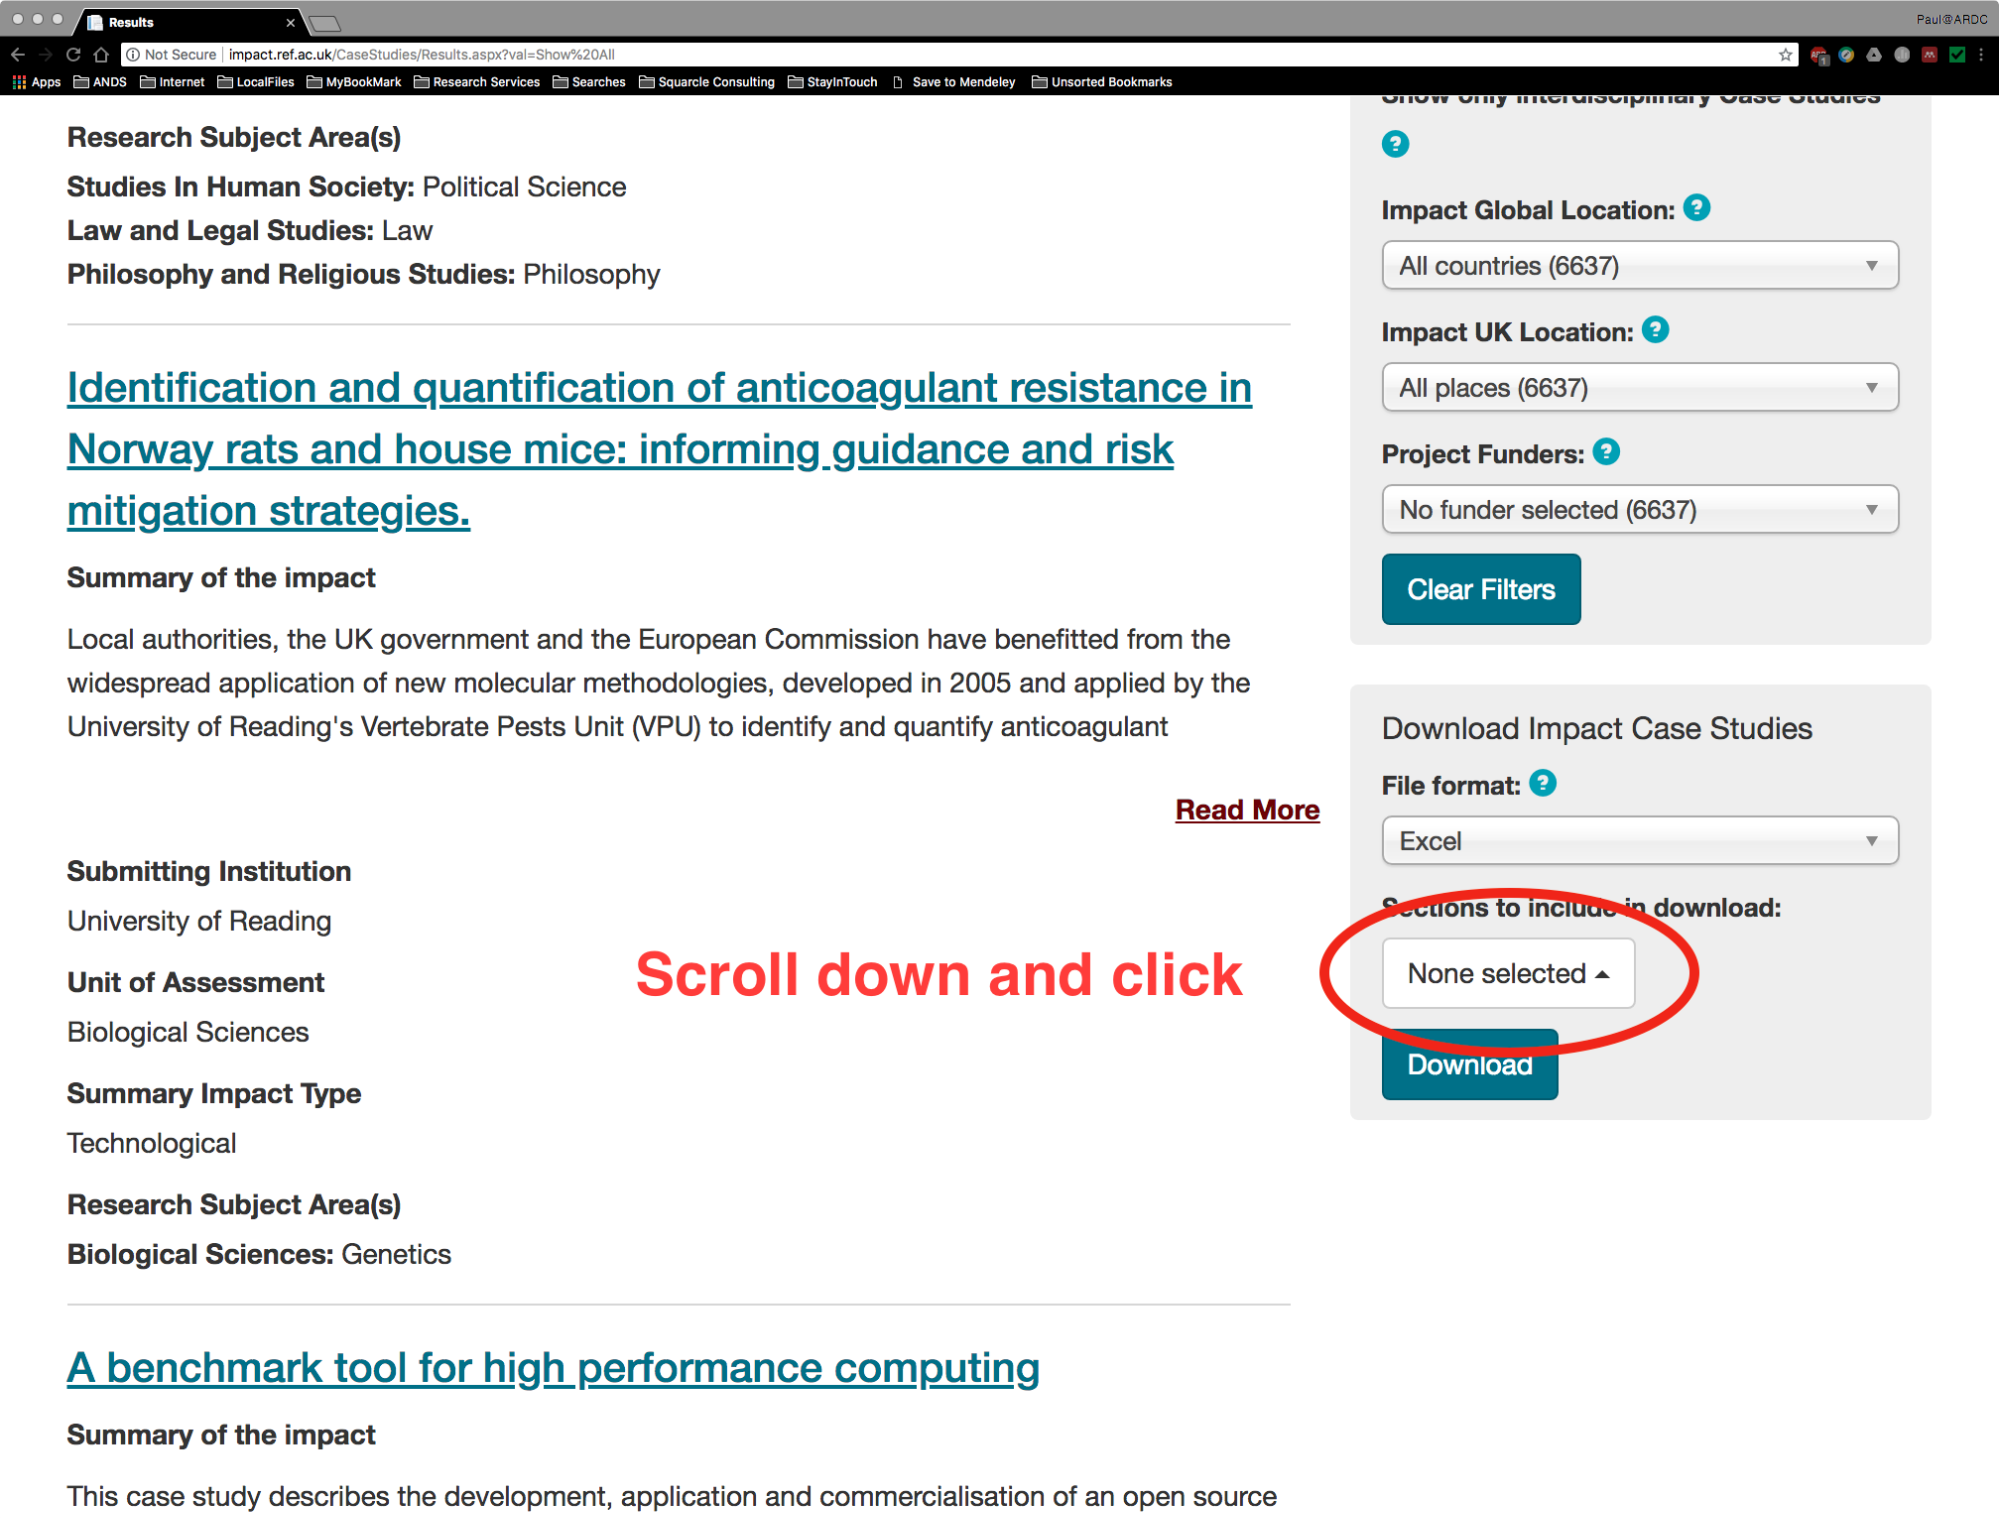 Results
Paul@ARDC
Not Secure
impact.ref.ac.uk/CaseStudies/Results.aspx?val=Show%20All
Apps
ANDS
Internet
LocalFiles
MyBookMark
Research Services
Searches
Squarcle Consulting
StayInTouch
Save to Mendeley
Unsorted Bookmarks
Research Subject Area(s)
Studies In Human Society: Political Science
Law and Legal Studies: Law
Philosophy and Religious Studies: Philosophy
Identification and quantification of anticoagulant resistance in
Norway rats and house mice: informing guidance and risk
mitigation strategies.
Summary of the impact
Local authorities, the UK government and the European Commission have benefitted from the
widespread application of new molecular methodologies, developed in 2005 and applied by the
University of Reading's Vertebrate Pests Unit (VPU) to identify and quantify anticoagulant
Read More
Submitting Institution
University of Reading
Unit of Assessment
Biological Sciences
Summary Impact Type
Technological
Research Subject Area(s)
Biological Sciences: Genetics
A benchmark tool for high performance computing
Summary of the impact
This case study describes the development, application and commercialisation of an open source
Scroll down and click
Show only Interdisciplinary Case Studies
?
Impact Global Location: ?
All countries (6637)
Impact UK Location: ?
All places (6637)
Project Funders: ?
No funder selected (6637)
Clear Filters
Download Impact Case Studies
File format: ?
Excel
Sections to include in download:
None selected
Download